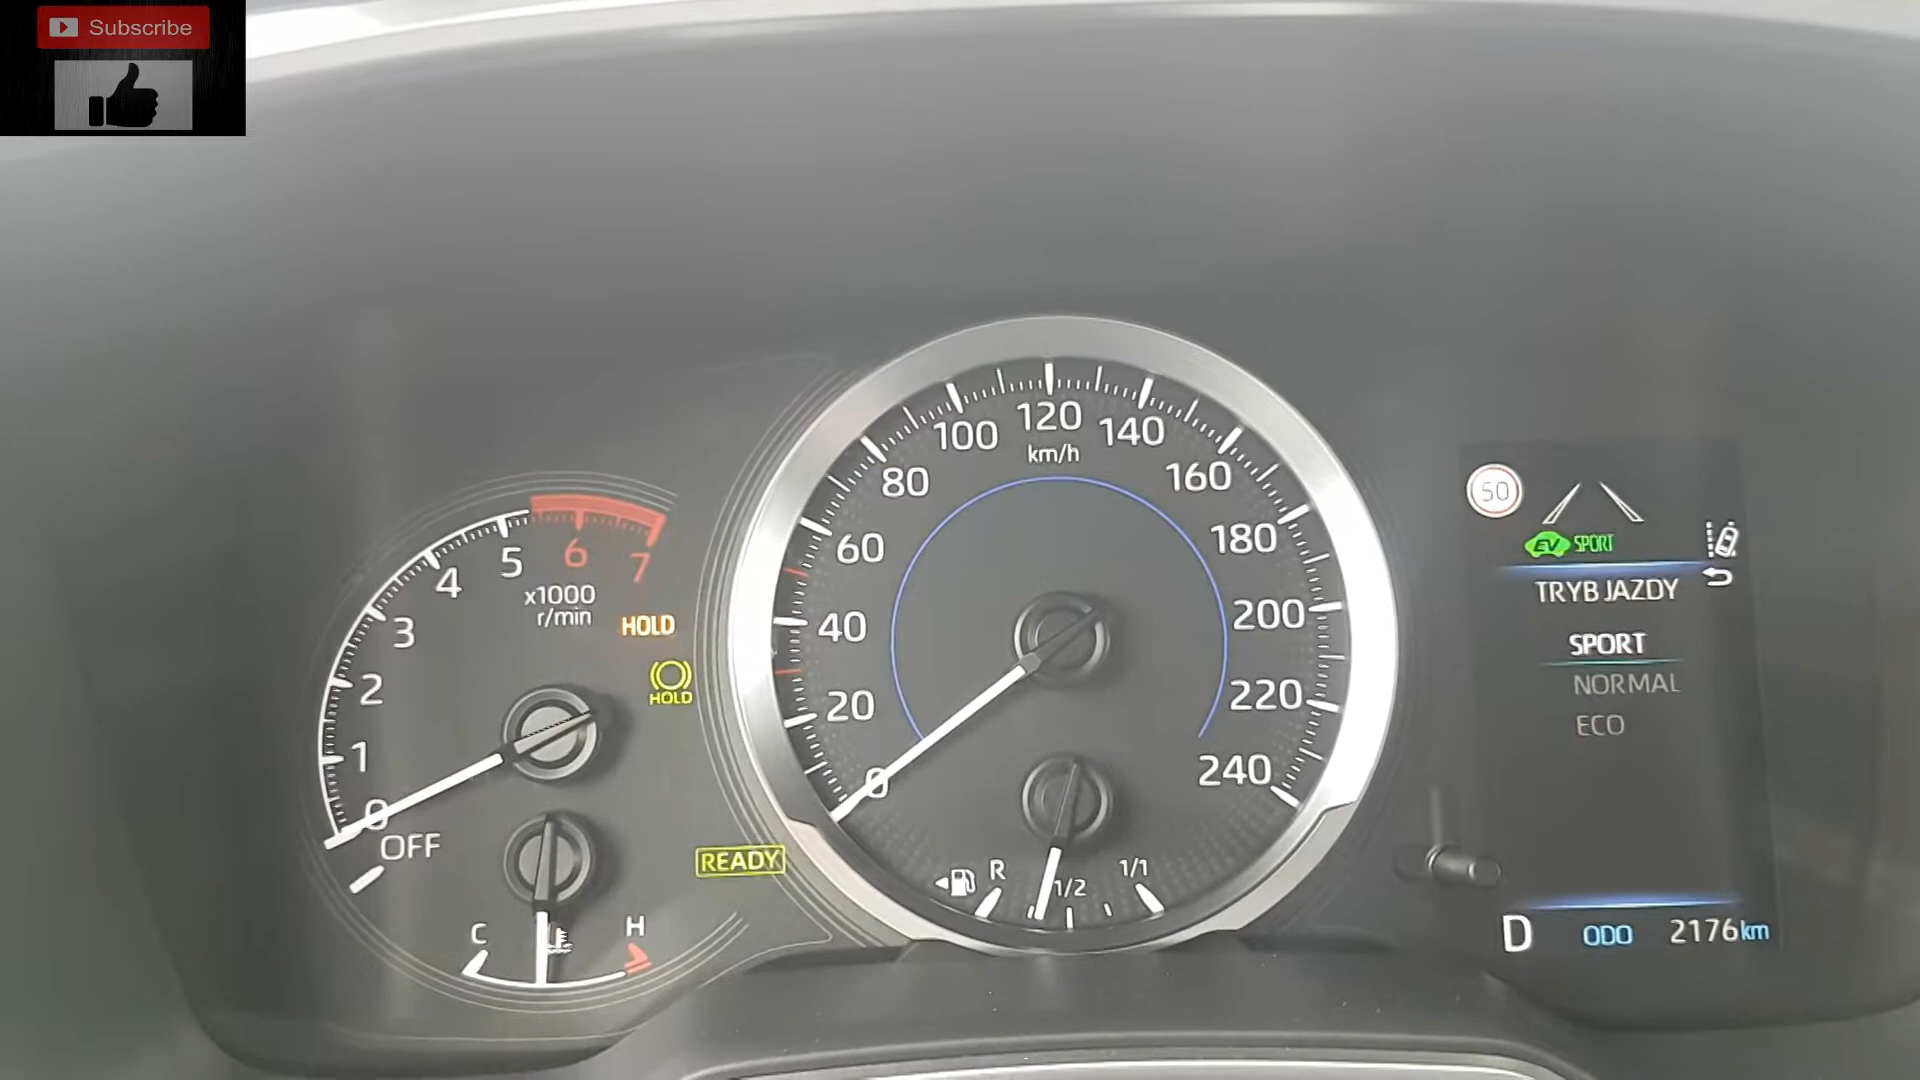 Subscribe
0
1
2
3
4
5
6
7
x1000
r/min
OFF
HOLD
HOLD
READY
C
H
0
20
40
60
80
100
120
140
160
180
200
220
240
km/h
R
1/2
1/1
50
EV SPORT
TRYB JAZDY
SPORT
NORMAL
ECO
D ODO 2176km